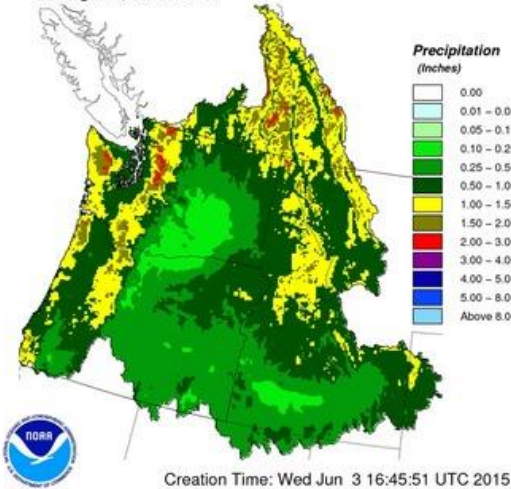 Precipitation
(Inches)
0.00
0.01 - 0.0
0.05 - 0.1
0.10 - 0.2
0.25 - 0.5
0.50 - 1.0
1.00 - 1.5
1.50 - 2.0
2.00 - 3.0
3.00 - 4.0
4.00 - 5.0
5.00 - 8.0
Above 8.0
NOAA
Creation Time: Wed Jun 3 16:45:51 UTC 2015